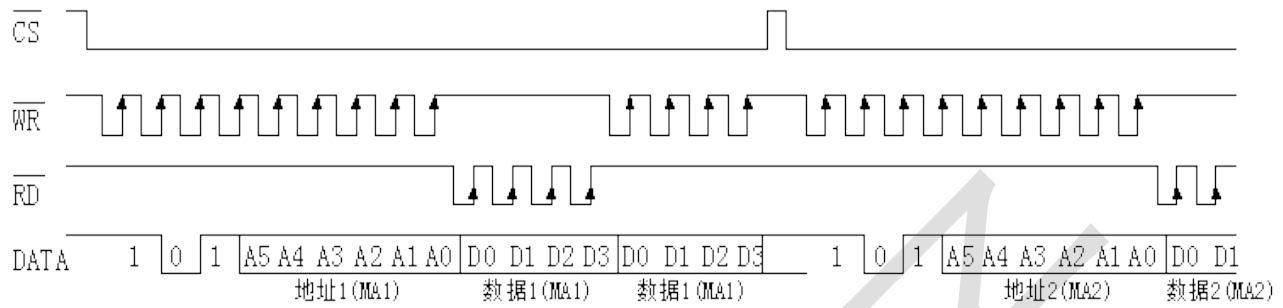 CS
WR
RD
DATA 1 0 1 A5 A4 A3 A2 A1 A0 D0 D1 D2 D3 D0 D1 D2 D3 1 0 1 A5 A4 A3 A2 A1 A0 D0 D1
地址1(MA1) 数据1(MA1) 数据1(MA1) 地址2(MA2) 数据2(MA2)